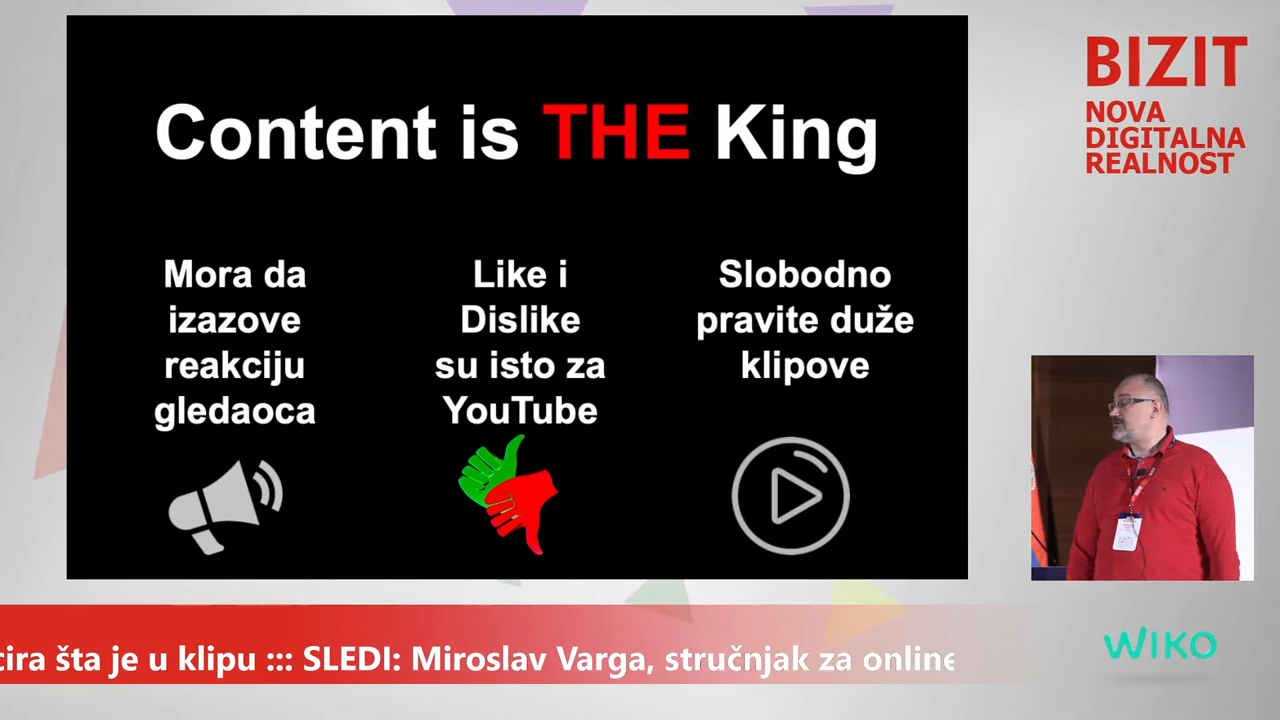 Content is THE King
Mora da
izazove
reakciju
gledaoca
Like i
Dislike
su isto za
YouTube
Slobodno
pravite duže
klipove
BIZIT
NOVA
DIGITALNA
REALNOST
cira šta je u klipu ::: SLEDI: Miroslav Varga, stručnjak za online
WIKO